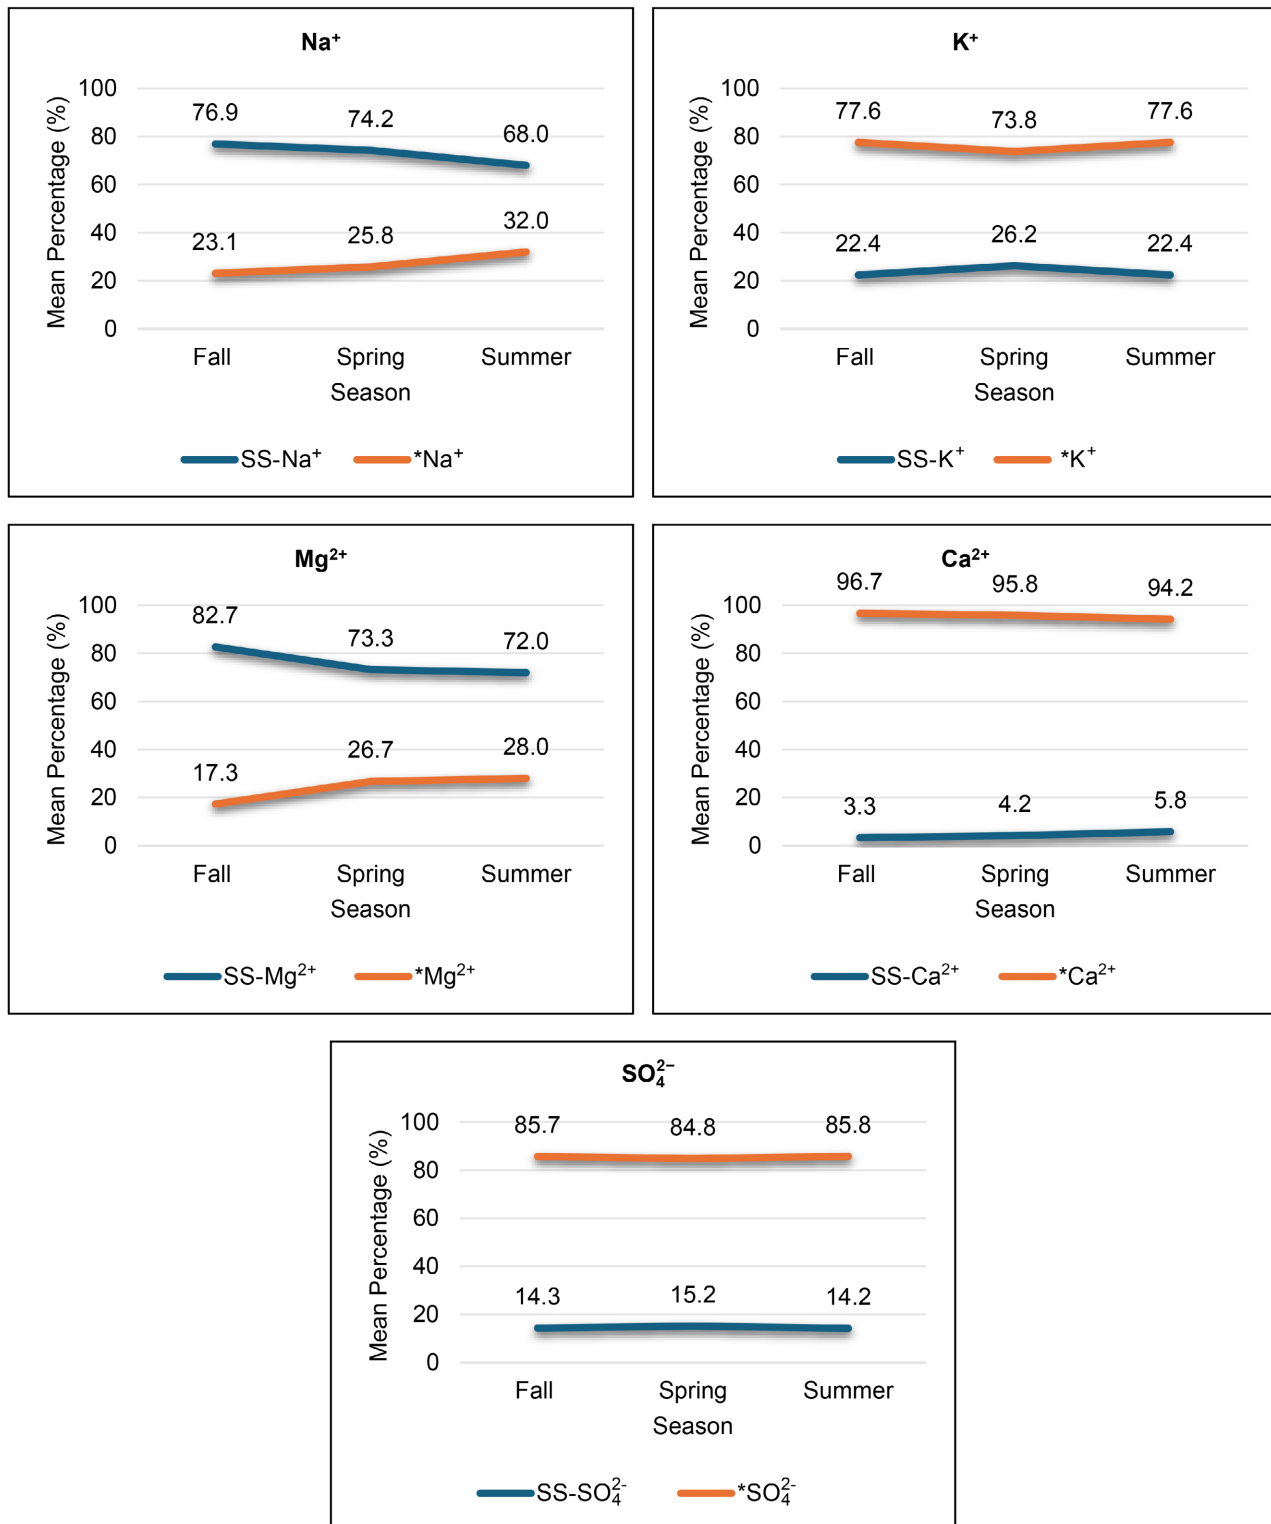 Na⁺
Mean Percentage (%)
100
80
60
40
20
0
76.9 74.2 68.0
23.1 25.8 32.0
Fall Spring Summer
Season
SS-Na⁺ *Na⁺
K⁺
Mean Percentage (%)
100
80
60
40
20
0
77.6 73.8 77.6
22.4 26.2 22.4
Fall Spring Summer
Season
SS-K⁺ *K⁺
Mg²⁺
Mean Percentage (%)
100
80
60
40
20
0
82.7 73.3 72.0
17.3 26.7 28.0
Fall Spring Summer
Season
SS-Mg²⁺ *Mg²⁺
Ca²⁺
Mean Percentage (%)
100
80
60
40
20
0
96.7 95.8 94.2
3.3 4.2 5.8
Fall Spring Summer
Season
SS-Ca²⁺ *Ca²⁺
SO₄²⁻
Mean Percentage (%)
100
80
60
40
20
0
85.7 84.8 85.8
14.3 15.2 14.2
Fall Spring Summer
Season
SS-SO₄²⁻ *SO₄²⁻